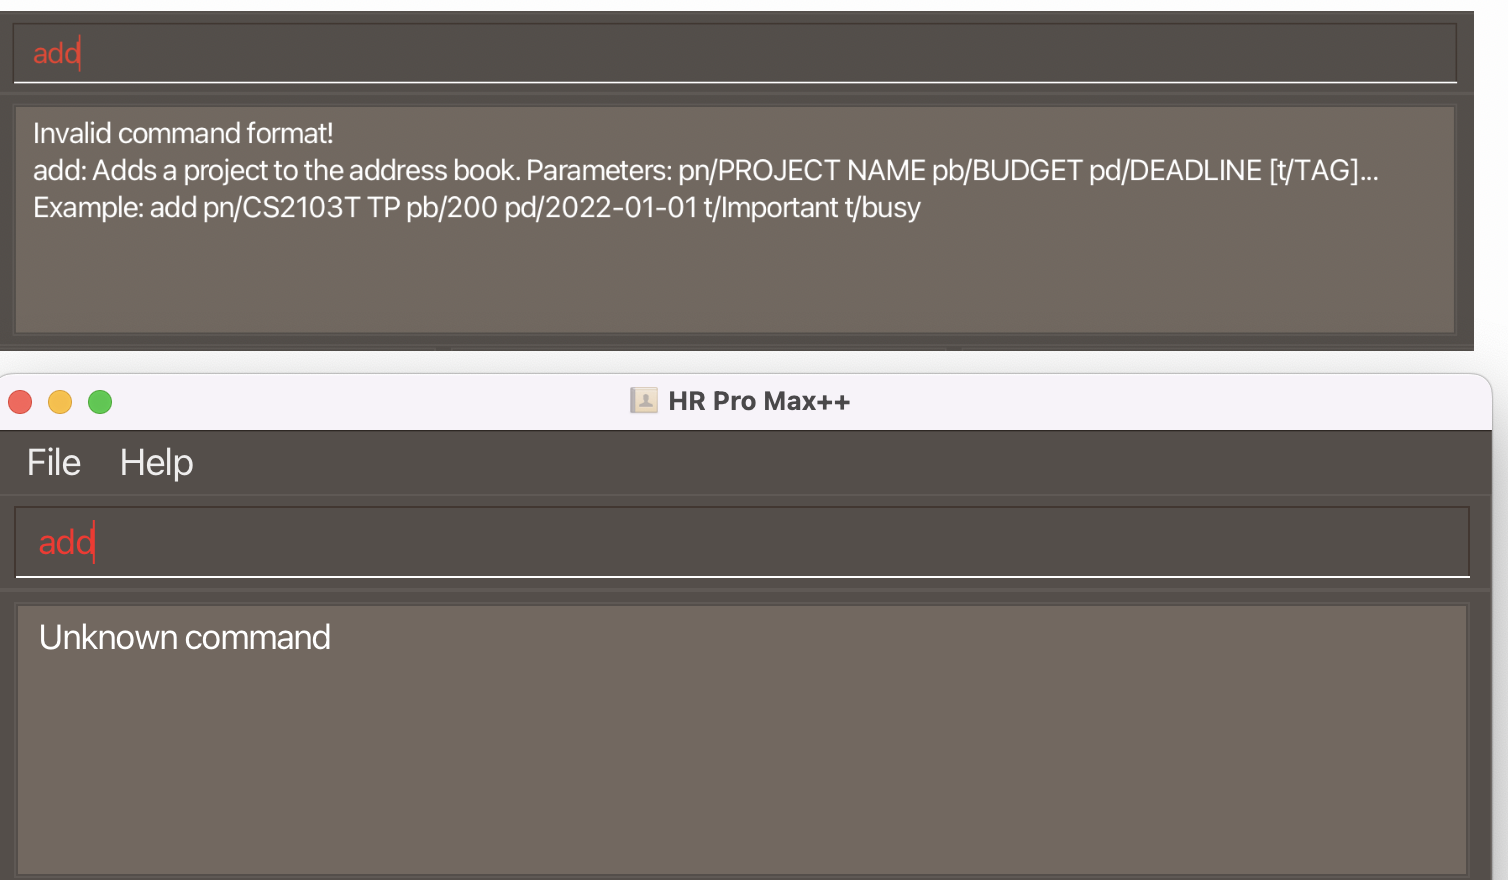 add
Invalid command format!
add: Adds a project to the address book. Parameters: pn/PROJECT NAME pb/BUDGET pd/DEADLINE [t/TAG]...
Example: add pn/CS2103T TP pb/200 pd/2022-01-01 t/Important t/busy
HR Pro Max++
File Help
add
Unknown command